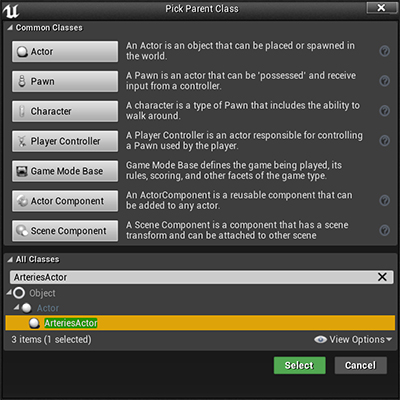 Pick Parent Class
Common Classes
Actor
An Actor is an object that can be placed or spawned in
the world.
Pawn
A Pawn is an actor that can be 'possessed' and receive
input from a controller.
Character
A character is a type of Pawn that includes the ability to
walk around.
Player Controller
A Player Controller is an actor responsible for controlling
a Pawn used by the player.
Game Mode Base
Game Mode Base defines the game being played, its
rules, scoring, and other facets of the game type.
Actor Component
An ActorComponent is a reusable component that can
be added to any actor.
Scene Component
A Scene Component is a component that has a scene
transform and can be attached to other scene
All Classes
ArteriesActor
Object
Actor
ArteriesActor
3 items (1 selected)
View Options
Select
Cancel